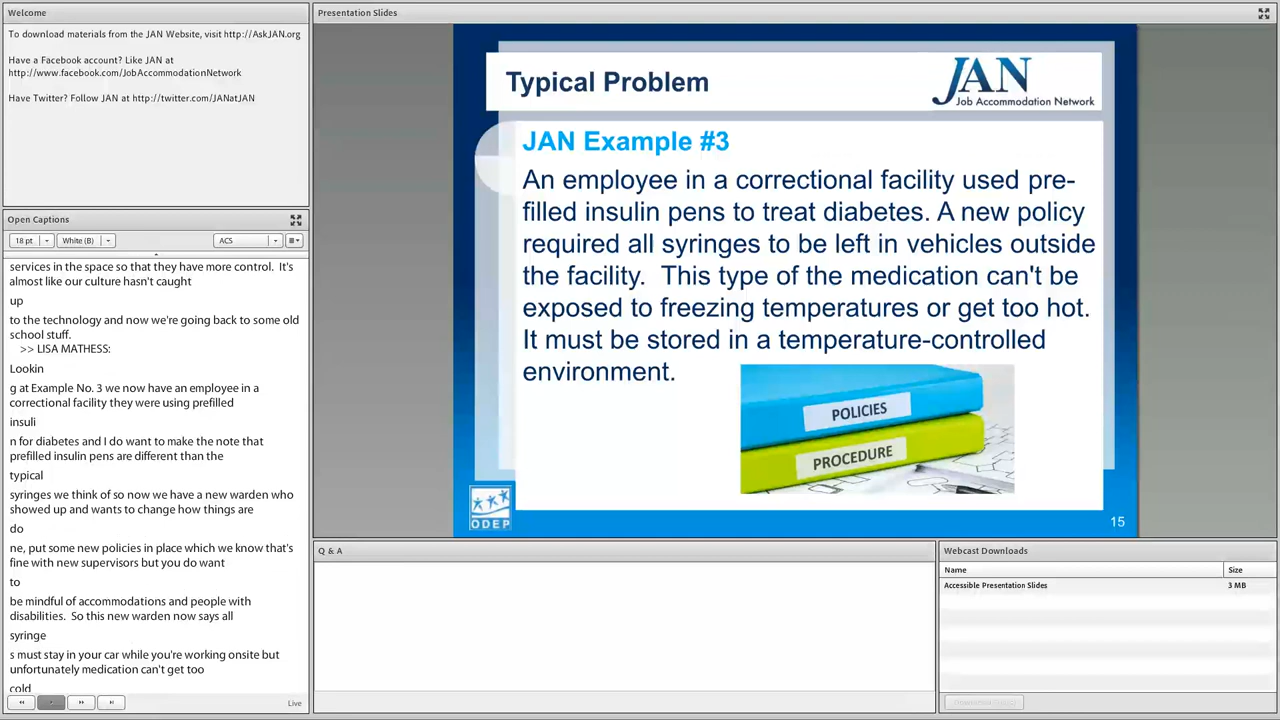 Welcome
To download materials from the JAN Website, visit http://AskJAN.org
Have a Facebook account? Like JAN at
http://www.facebook.com/JobAccommodationNetwork
Have Twitter? Follow JAN at http://twitter.com/JANatJAN
Open Captions
18 pt
White (B)
ACS
services in the space so that they have more control. It's
almost like our culture hasn't caught
up
to the technology and now we're going back to some old
school stuff.
>> LISA MATHESS:
Lookin
g at Example No. 3 we now have an employee in a
correctional facility they were using prefilled
insuli
n for diabetes and I do want to make the note that
prefilled insulin pens are different than the
typical
syringes we think of so now we have a new warden who
showed up and wants to change how things are
do
ne, put some new policies in place which we know that's
fine with new supervisors but you do want
to
be mindful of accommodations and people with
disabilities. So this new warden now says all
syringe
s must stay in your car while you're working onsite but
unfortunately medication can't get too
cold
Live
Presentation Slides
Typical Problem
JAN
Job Accommodation Network
JAN Example #3
An employee in a correctional facility used pre-
filled insulin pens to treat diabetes. A new policy
required all syringes to be left in vehicles outside
the facility. This type of the medication can't be
exposed to freezing temperatures or get too hot.
It must be stored in a temperature-controlled
environment.
POLICIES
PROCEDURE
ODEP
15
Q & A
Webcast Downloads
Name Size
Accessible Presentation Slides 3 MB